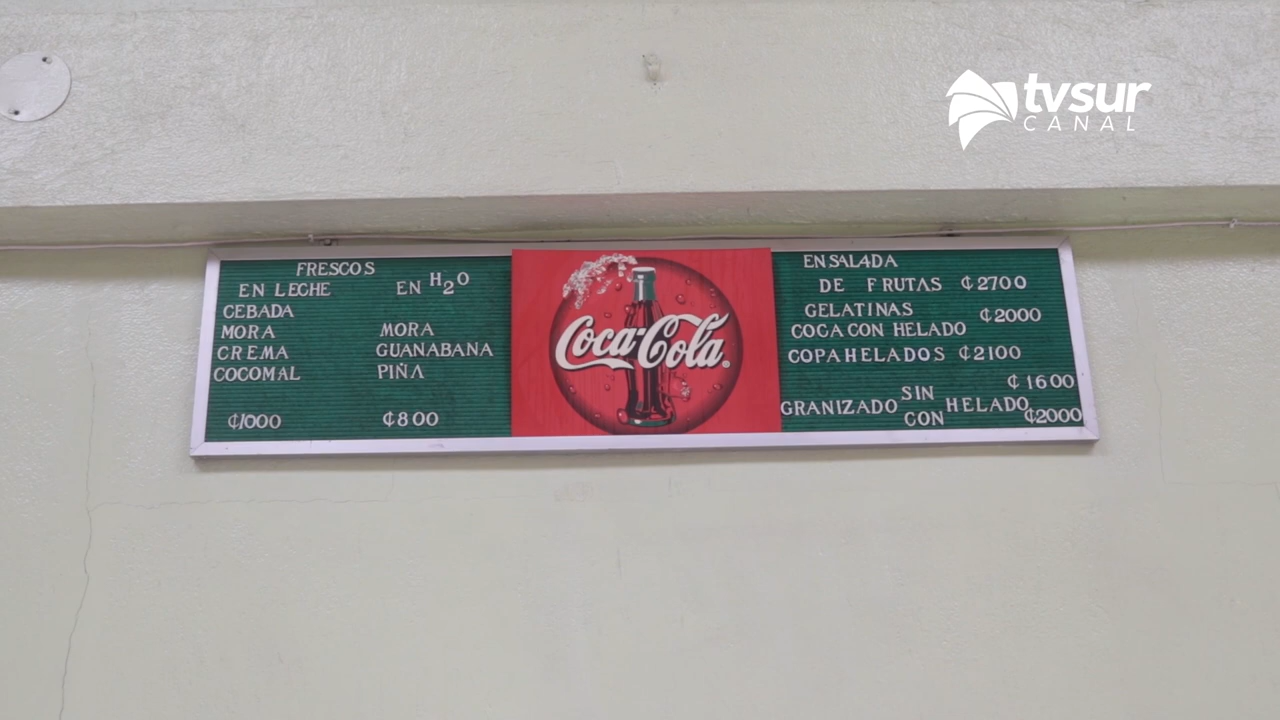 tvsur
CANAL
FRESCOS
EN LECHE EN H2O
CEBADA
MORA MORA
CREMA GUANABANA
COCOMAL PIÑA
₡1000 ₡800
Coca-Cola®
ENSAL4DA
DE FRUTAS ₡2700
GELATINAS ₡2000
COCA CON HELADO
COPA HELADOS ₡2100
₡1600
SIN
GRANIZADO HELADO
CON ₡2000